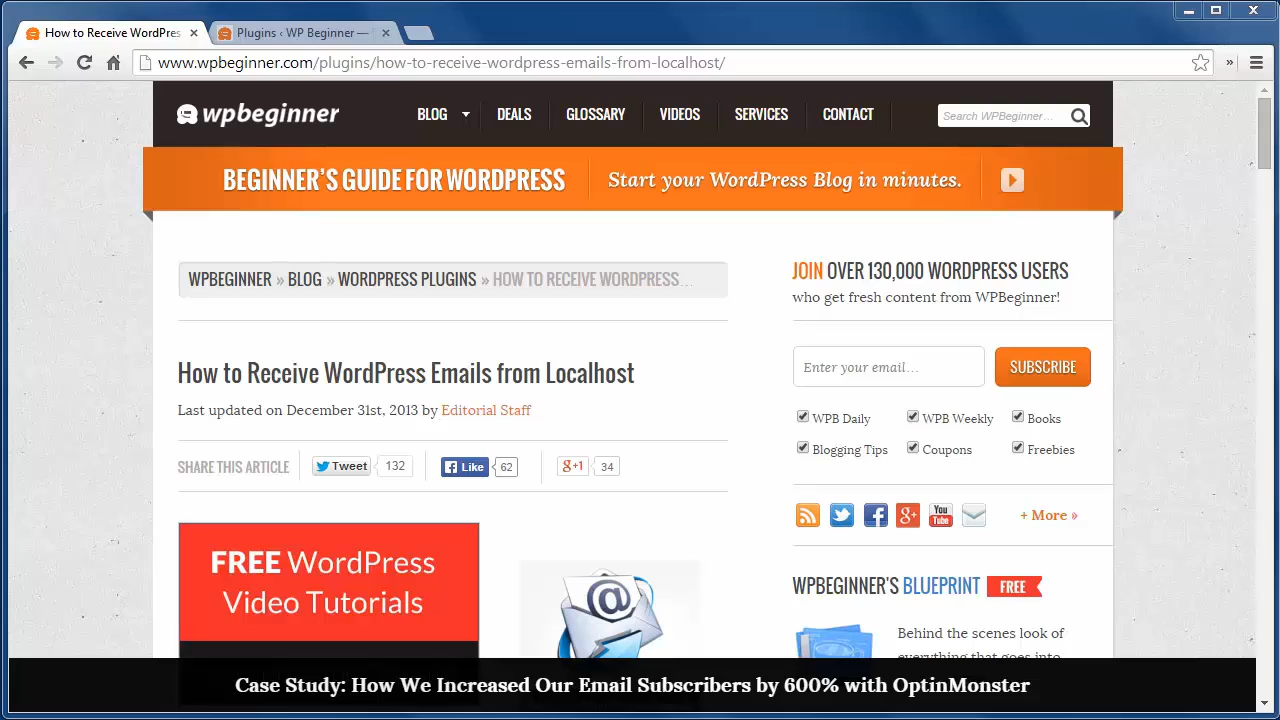 How to Receive WordPres
Plugins ‹ WP Beginner —
www.wpbeginner.com/plugins/how-to-receive-wordpress-emails-from-localhost/
wpbeginner
BLOG
DEALS
GLOSSARY
VIDEOS
SERVICES
CONTACT
Search WPBeginner...
BEGINNER'S GUIDE FOR WORDPRESS
Start your WordPress Blog in minutes.
WPBEGINNER » BLOG » WORDPRESS PLUGINS » HOW TO RECEIVE WORDPRESS...
How to Receive WordPress Emails from Localhost
Last updated on December 31st, 2013 by Editorial Staff
SHARE THIS ARTICLE
Tweet
132
Like
62
g+1
34
FREE WordPress
Video Tutorials
@
JOIN OVER 130,000 WORDPRESS USERS
who get fresh content from WPBeginner!
Enter your email...
SUBSCRIBE
WPB Daily
WPB Weekly
Books
Blogging Tips
Coupons
Freebies
g+
You
Tube
+ More »
WPBEGINNER'S BLUEPRINT
FREE
Behind the scenes look of
everything that goes into
Case Study: How We Increased Our Email Subscribers by 600% with OptinMonster